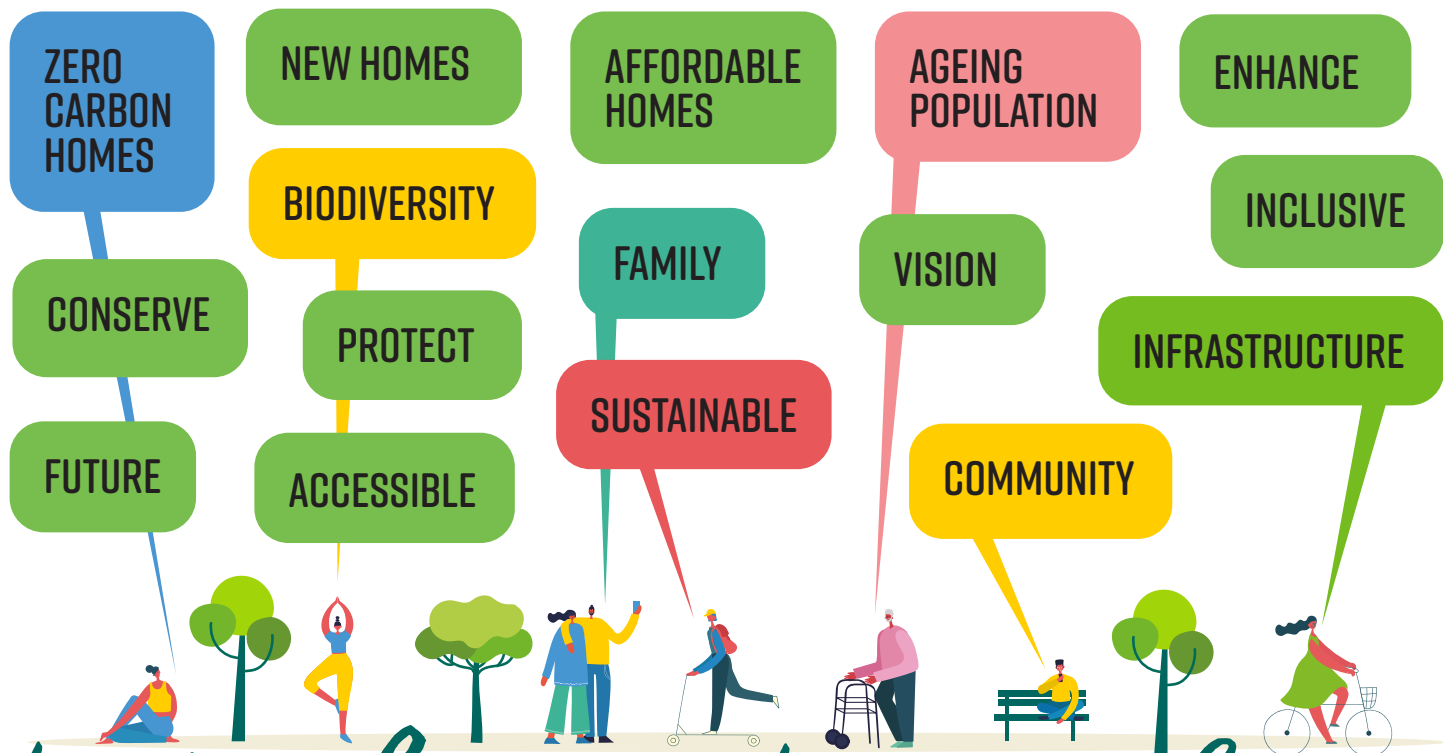 ZERO
CARBON
HOMES
NEW HOMES
AFFORDABLE
HOMES
AGEING
POPULATION
ENHANCE
BIODIVERSITY
INCLUSIVE
FAMILY
VISION
CONSERVE
PROTECT
INFRASTRUCTURE
SUSTAINABLE
FUTURE
ACCESSIBLE
COMMUNITY